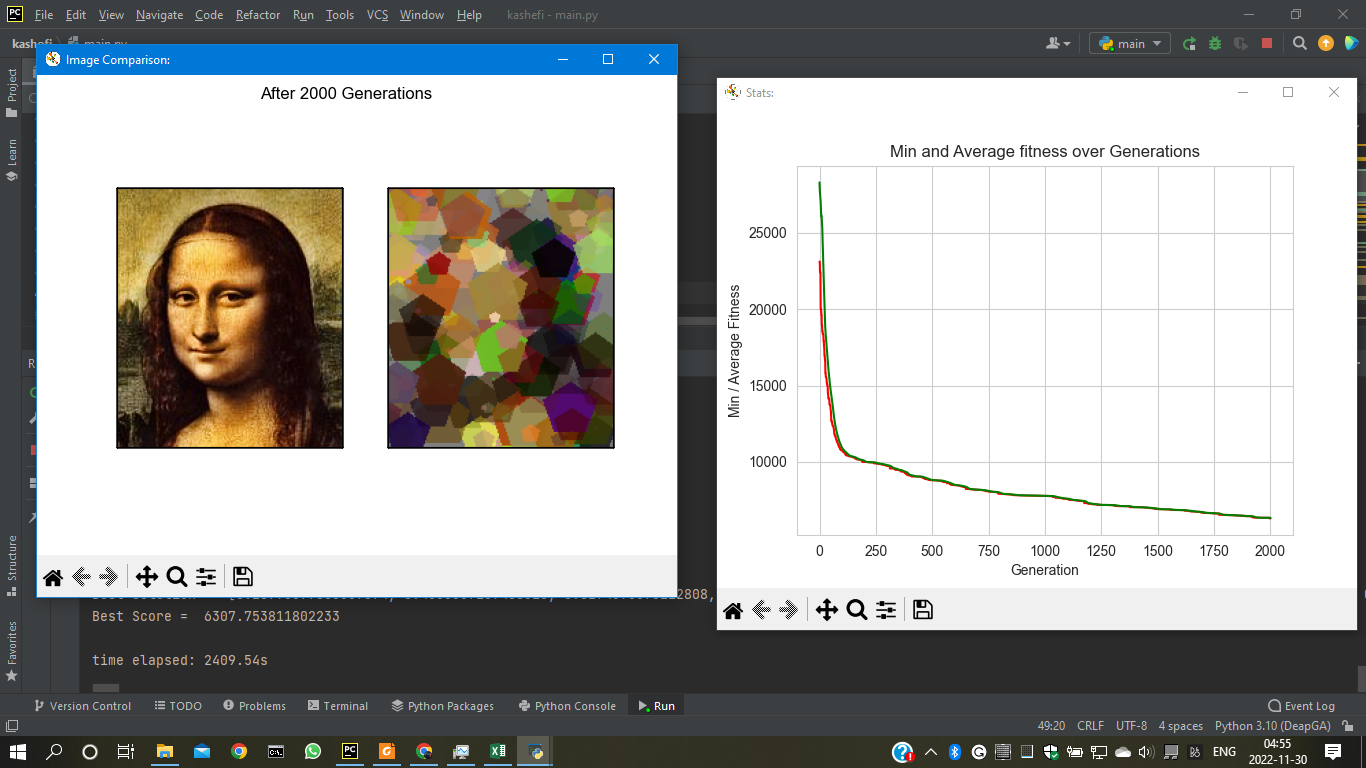 PC File Edit View Navigate Code Refactor Run Tools VCS Window Help kashefi - main.py
kashefi main.py main
Image Comparison:
After 2000 Generations
Stats:
Min and Average fitness over Generations
Min / Average Fitness
25000
20000
15000
10000
0 250 500 750 1000 1250 1500 1750 2000
Generation
Project
Learn
Structure
Favorites
R
Best Score = 6307.753811802233
time elapsed: 2409.54s
Version Control TODO Problems Terminal Python Packages Python Console Run Event Log
49:20 CRLF UTF-8 4 spaces Python 3.10 (DeapGA)
PC ENG 04:55
2022-11-30